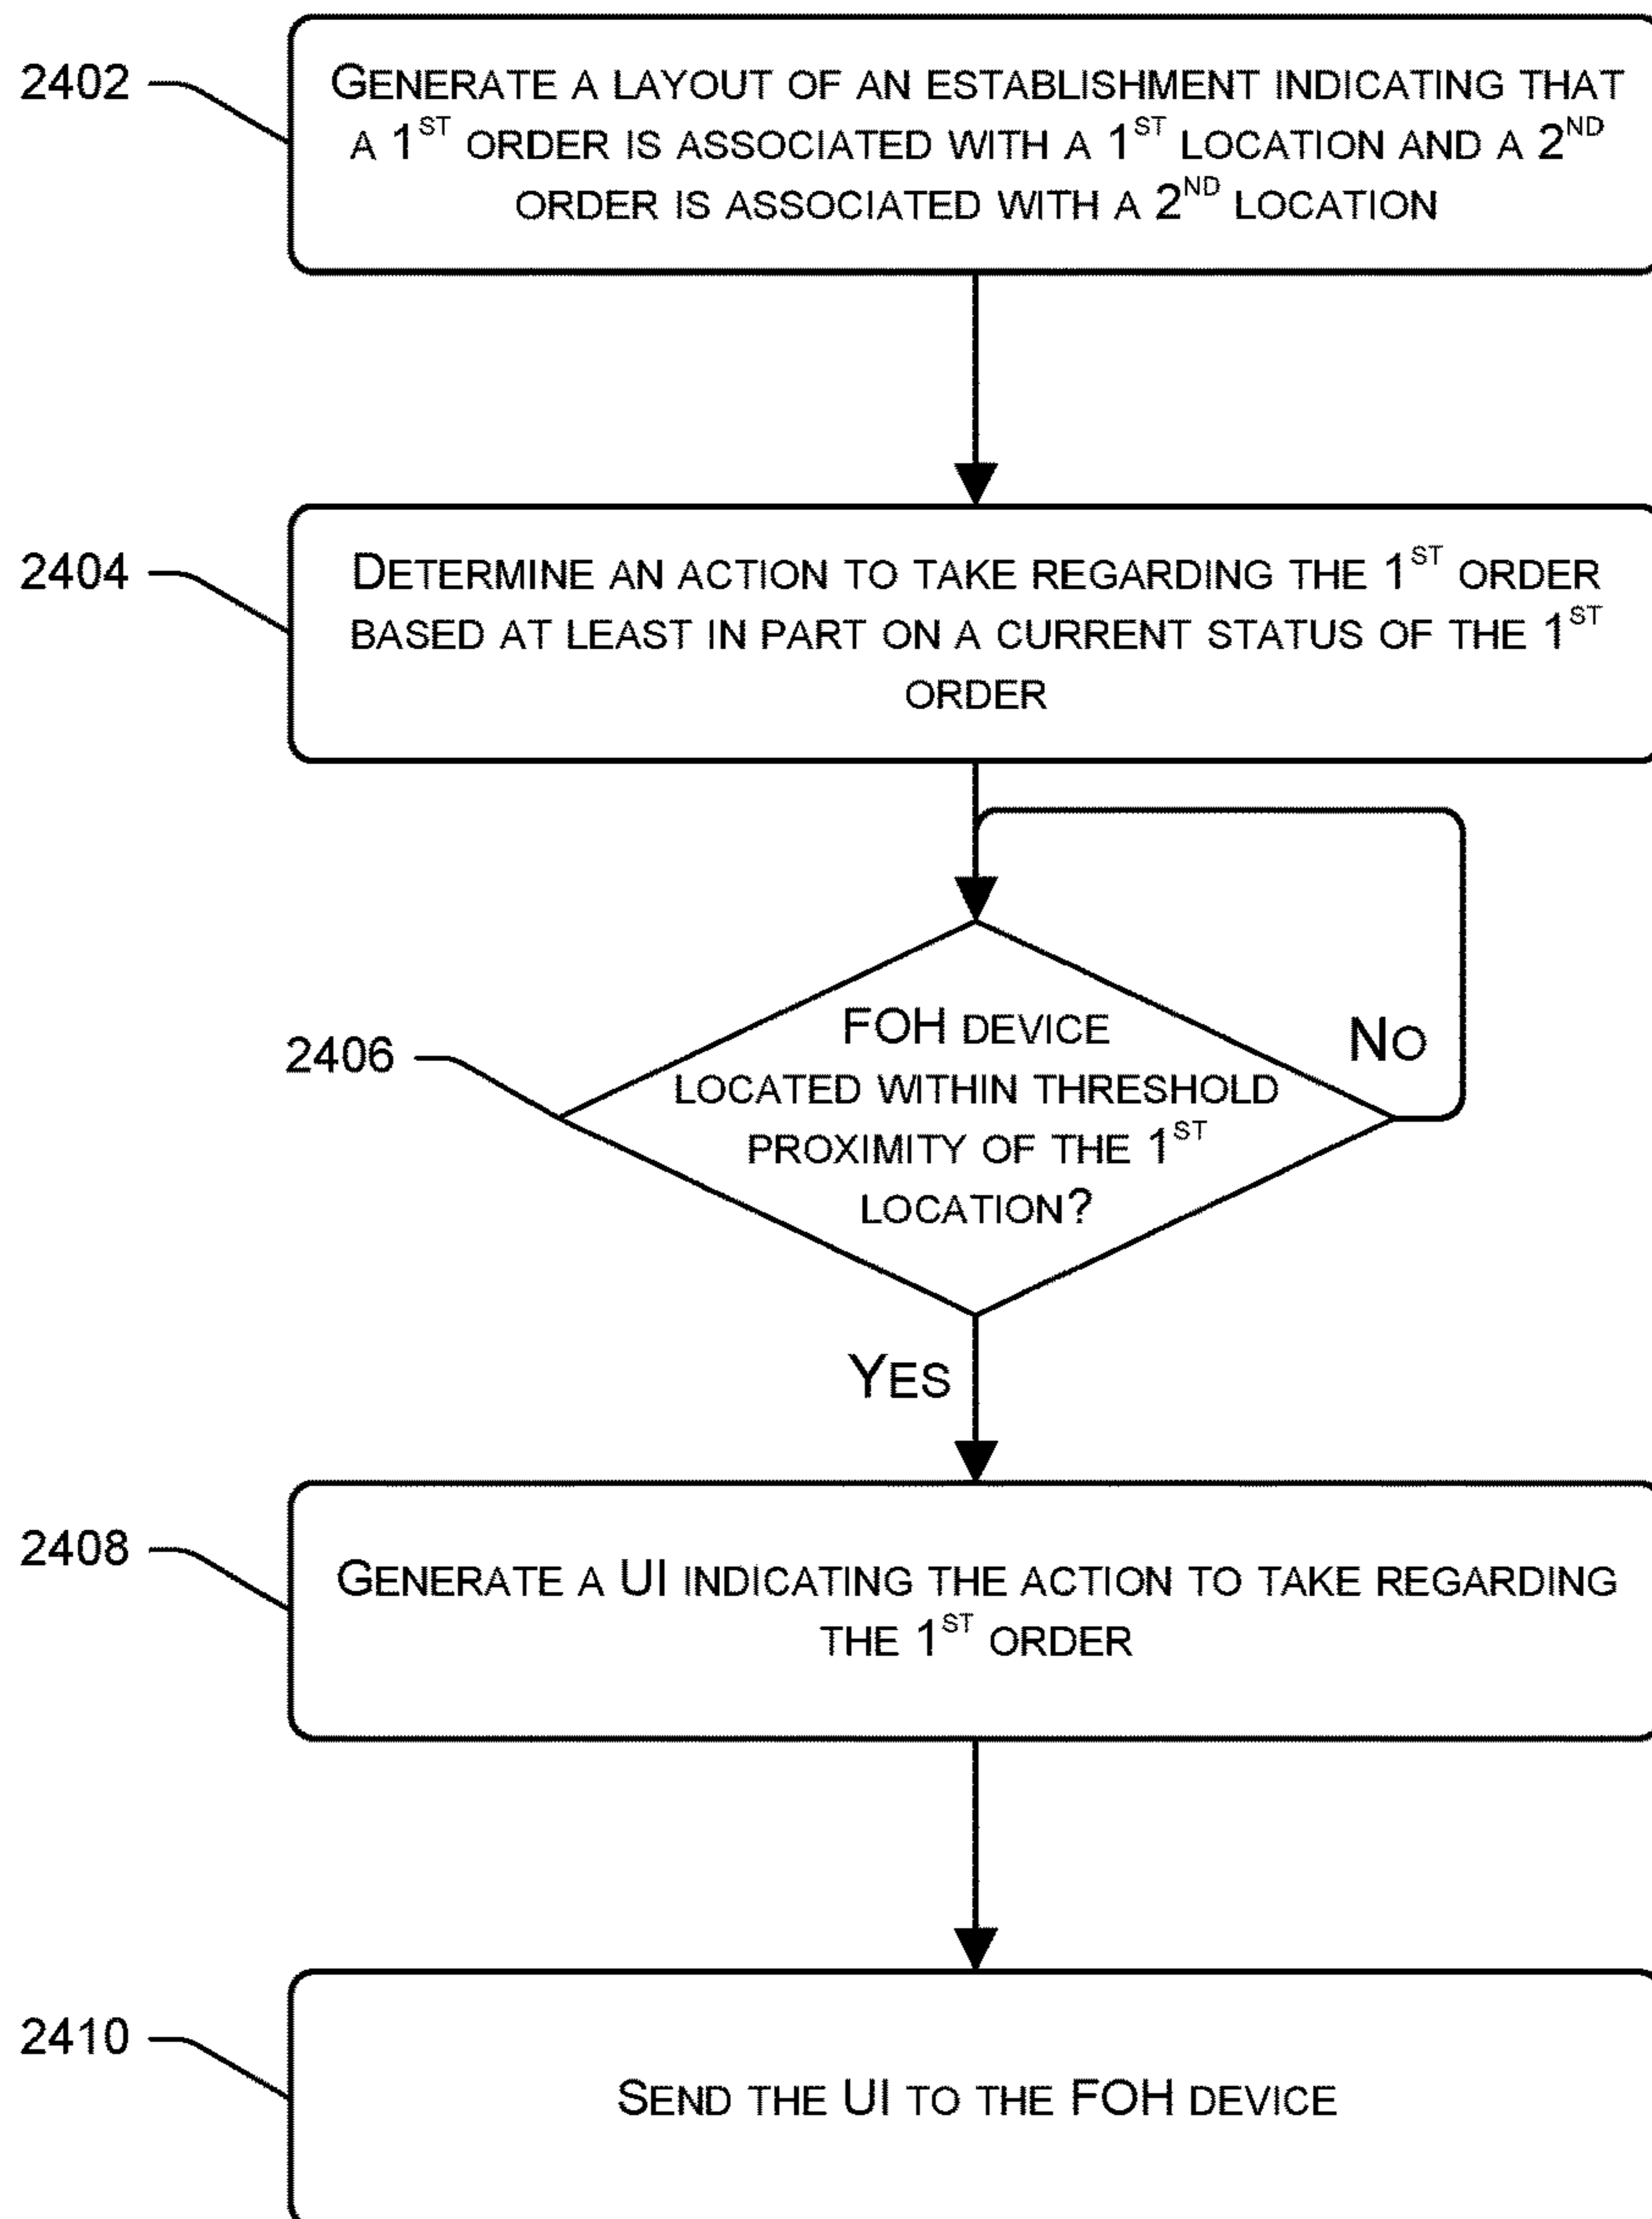 2402
GENERATE A LAYOUT OF AN ESTABLISHMENT INDICATING THAT
A 1ST ORDER IS ASSOCIATED WITH A 1ST LOCATION AND A 2ND
ORDER IS ASSOCIATED WITH A 2ND LOCATION
2404
DETERMINE AN ACTION TO TAKE REGARDING THE 1ST ORDER
BASED AT LEAST IN PART ON A CURRENT STATUS OF THE 1ST
ORDER
2406
FOH DEVICE
LOCATED WITHIN THRESHOLD
PROXIMITY OF THE 1ST
LOCATION?
NO
YES
2408
GENERATE A UI INDICATING THE ACTION TO TAKE REGARDING
THE 1ST ORDER
2410
SEND THE UI TO THE FOH DEVICE